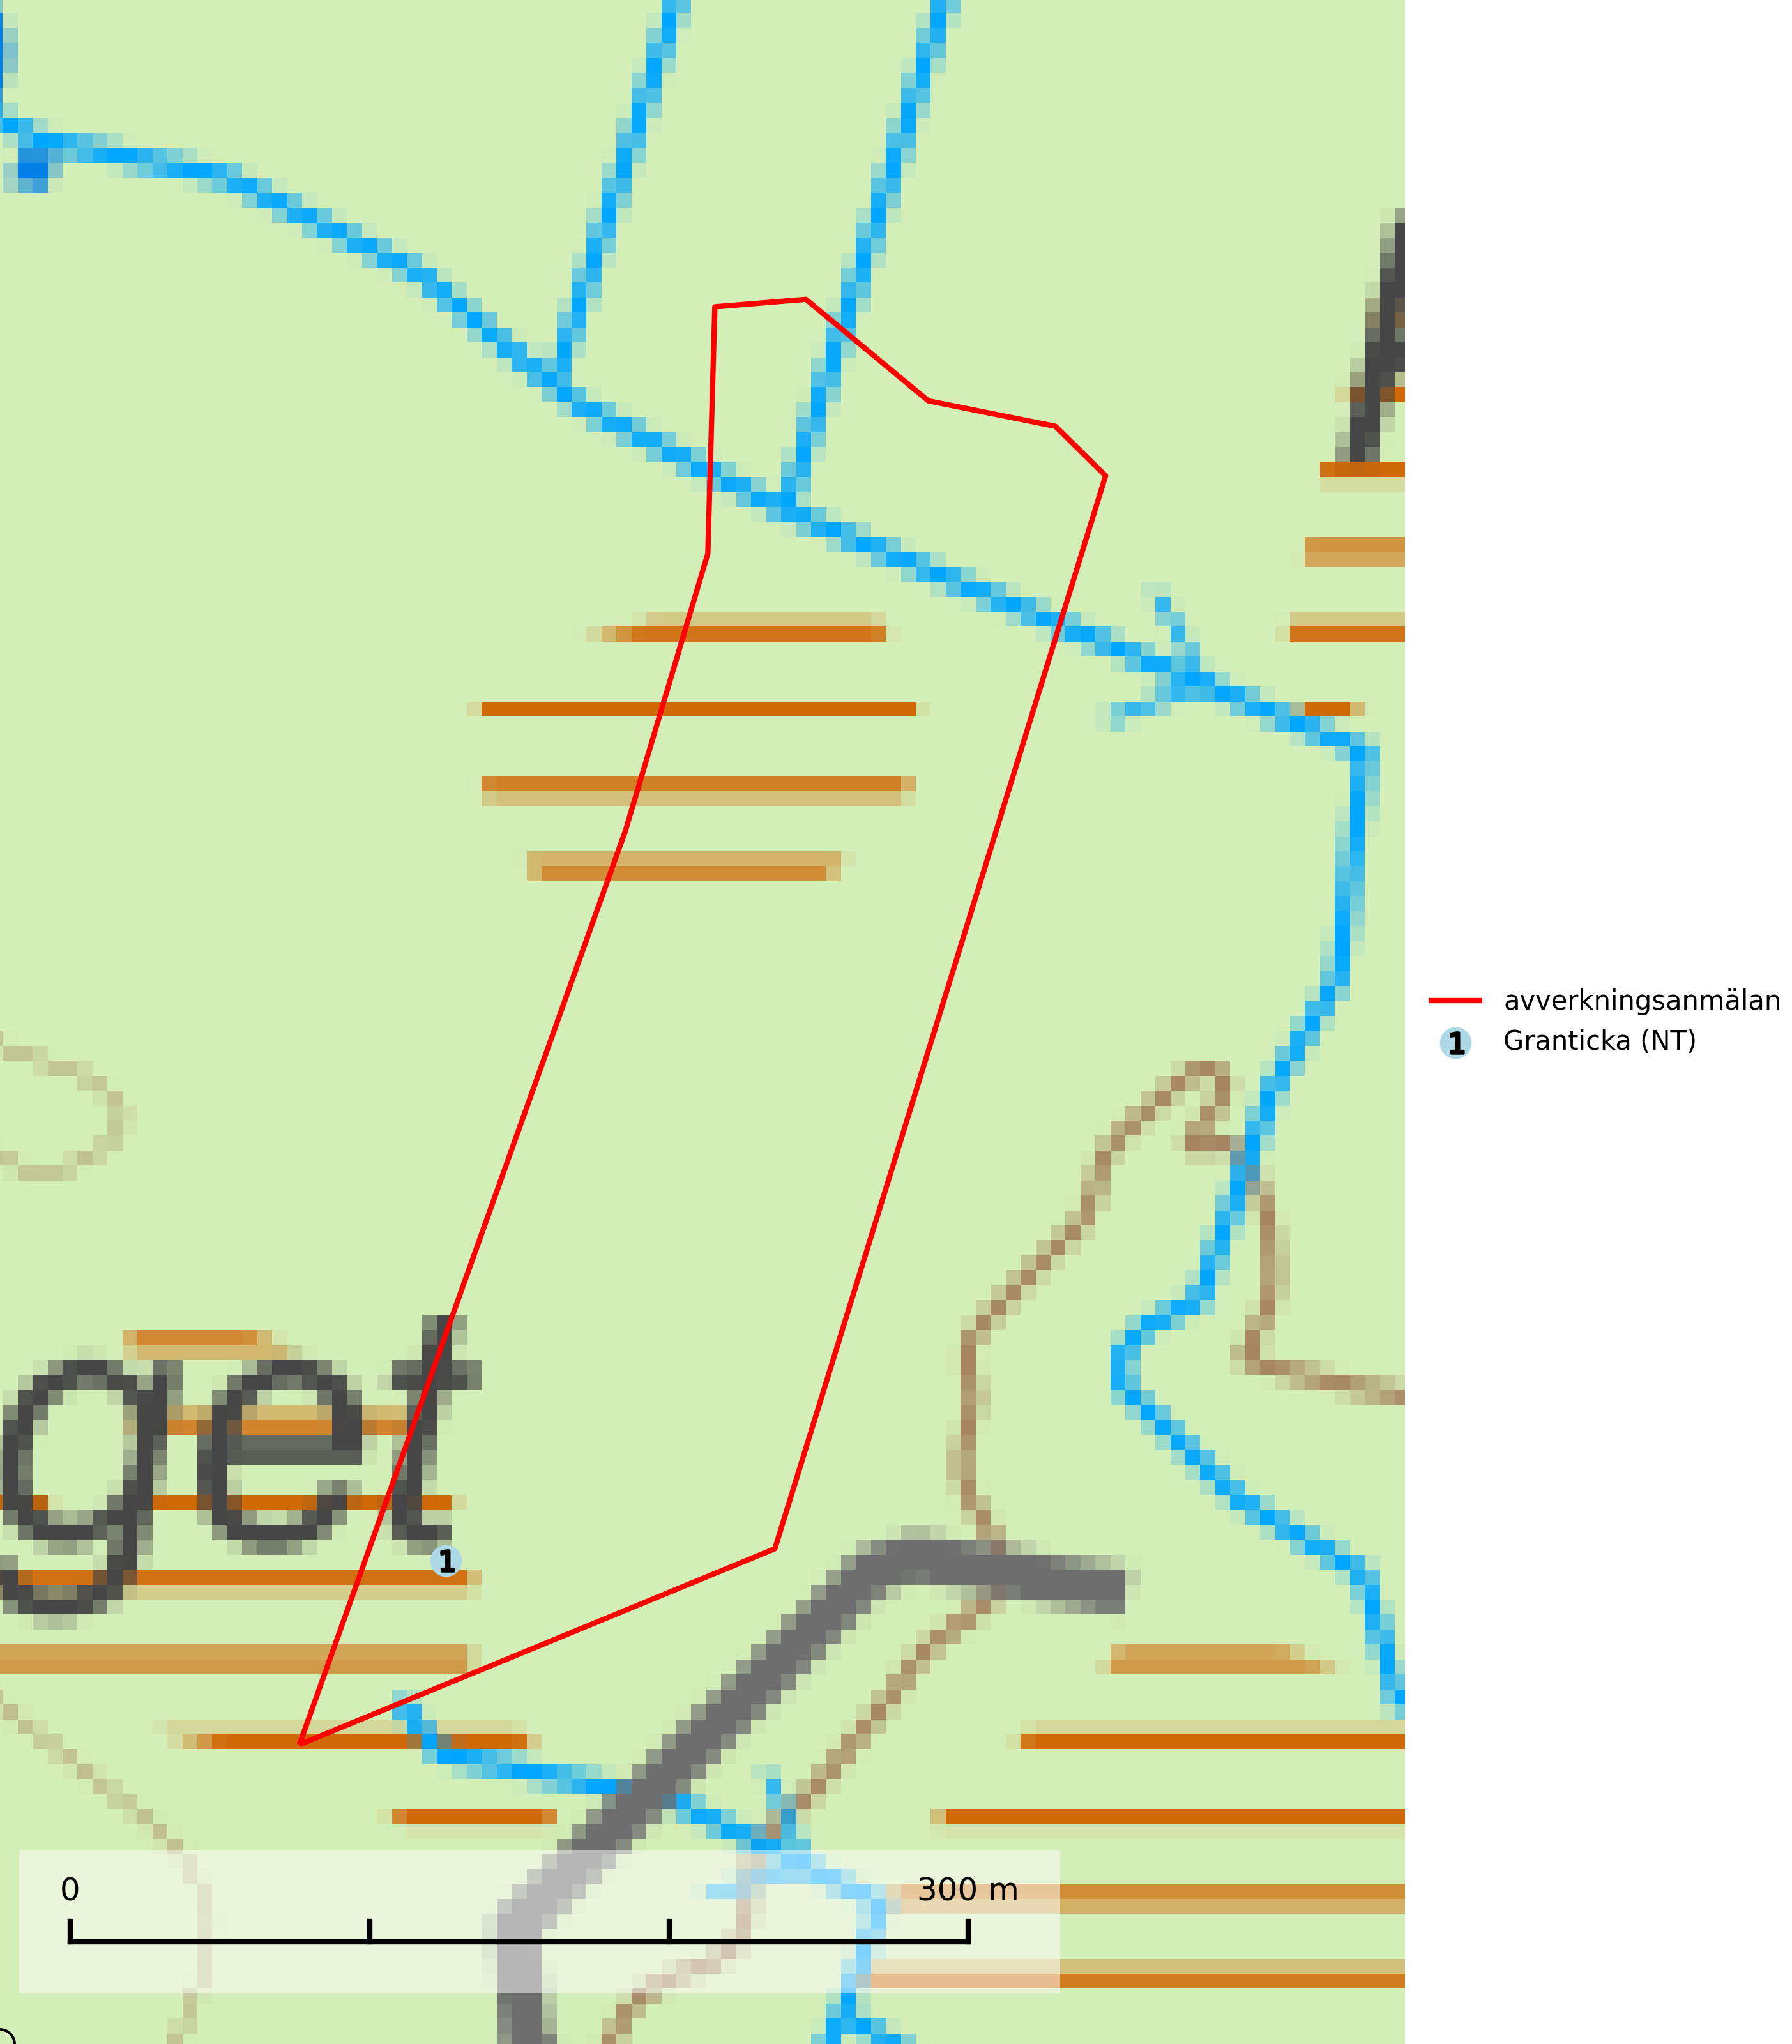 avverkningsanmälan
1 Granticka (NT)
get
1
0 300 m